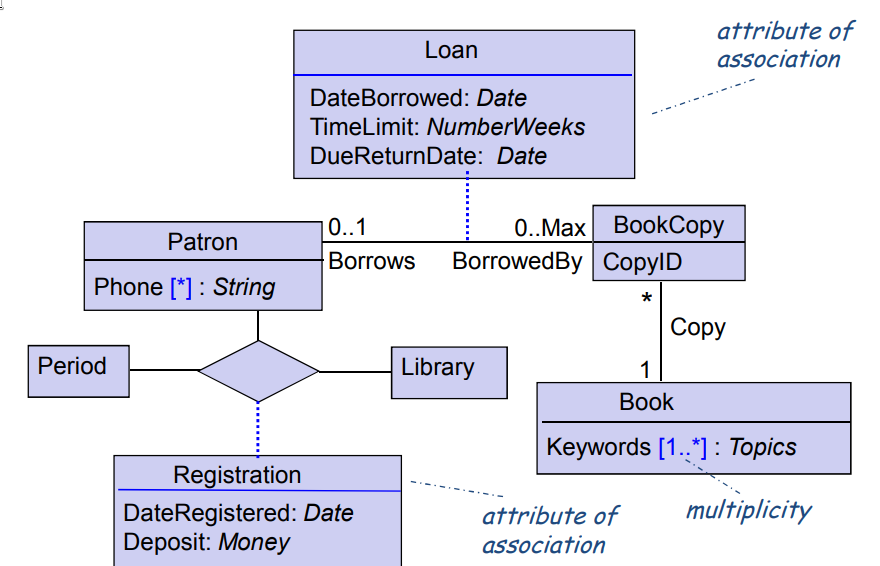 Loan
attribute of
association
DateBorrowed: Date
TimeLimit: NumberWeeks
DueReturnDate: Date
Patron
0..1
0..Max
BookCopy
Borrows
BorrowedBy
CopyID
Phone [*] : String
*
Copy
Period
Library
1
Book
Keywords [1..*] : Topics
Registration
DateRegistered: Date
Deposit: Money
attribute of
association
multiplicity